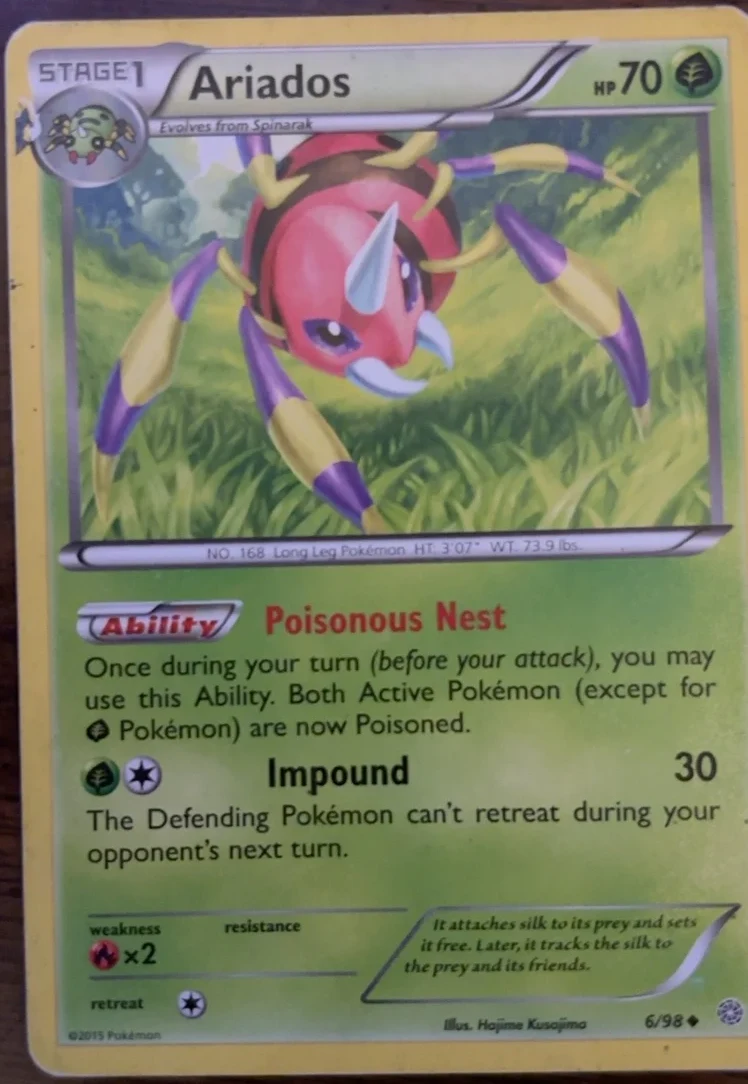 STAGE1 Ariados HP70
Evolves from Spinarak
NO. 168 Long Leg Pokémon HT. 3'07" WT. 73.9 lbs.
Ability Poisonous Nest
Once during your turn (before your attack), you may
use this Ability. Both Active Pokémon (except for
Pokémon) are now Poisoned.
Impound 30
The Defending Pokémon can't retreat during your
opponent's next turn.
weakness resistance
×2
It attaches silk to its prey and sets
it free. Later, it tracks the silk to
the prey and its friends.
retreat
©2015 Pokémon Illus. Hajime Kusajima 6/98